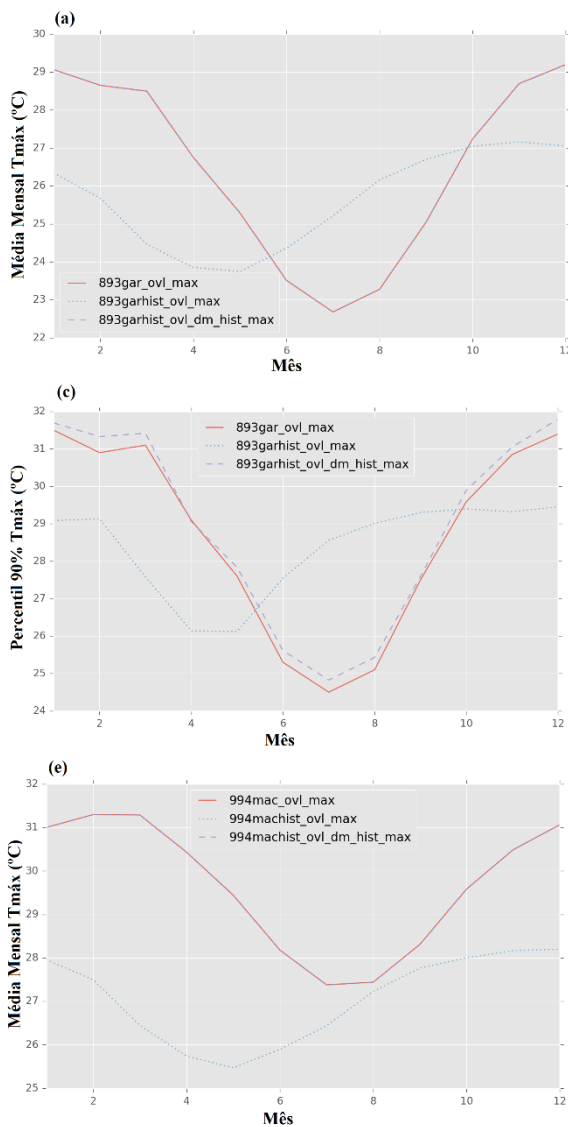 (a)
Média Mensal Tmáx (ºC)
30
29
28
27
26
25
24
23
22
893gar_ovl_max
893garhist_ovl_max
893garhist_ovl_dm_hist_max
2
4
6
8
10
12
Mês
(c)
Percentil 90% Tmáx (ºC)
32
31
30
29
28
27
26
25
24
893gar_ovl_max
893garhist_ovl_max
893garhist_ovl_dm_hist_max
2
4
6
8
10
12
Mês
(e)
Média Mensal Tmáx (ºC)
32
31
30
29
28
27
26
25
994mac_ovl_max
994machist_ovl_max
994machist_ovl_dm_hist_max
2
4
6
8
10
12
Mês